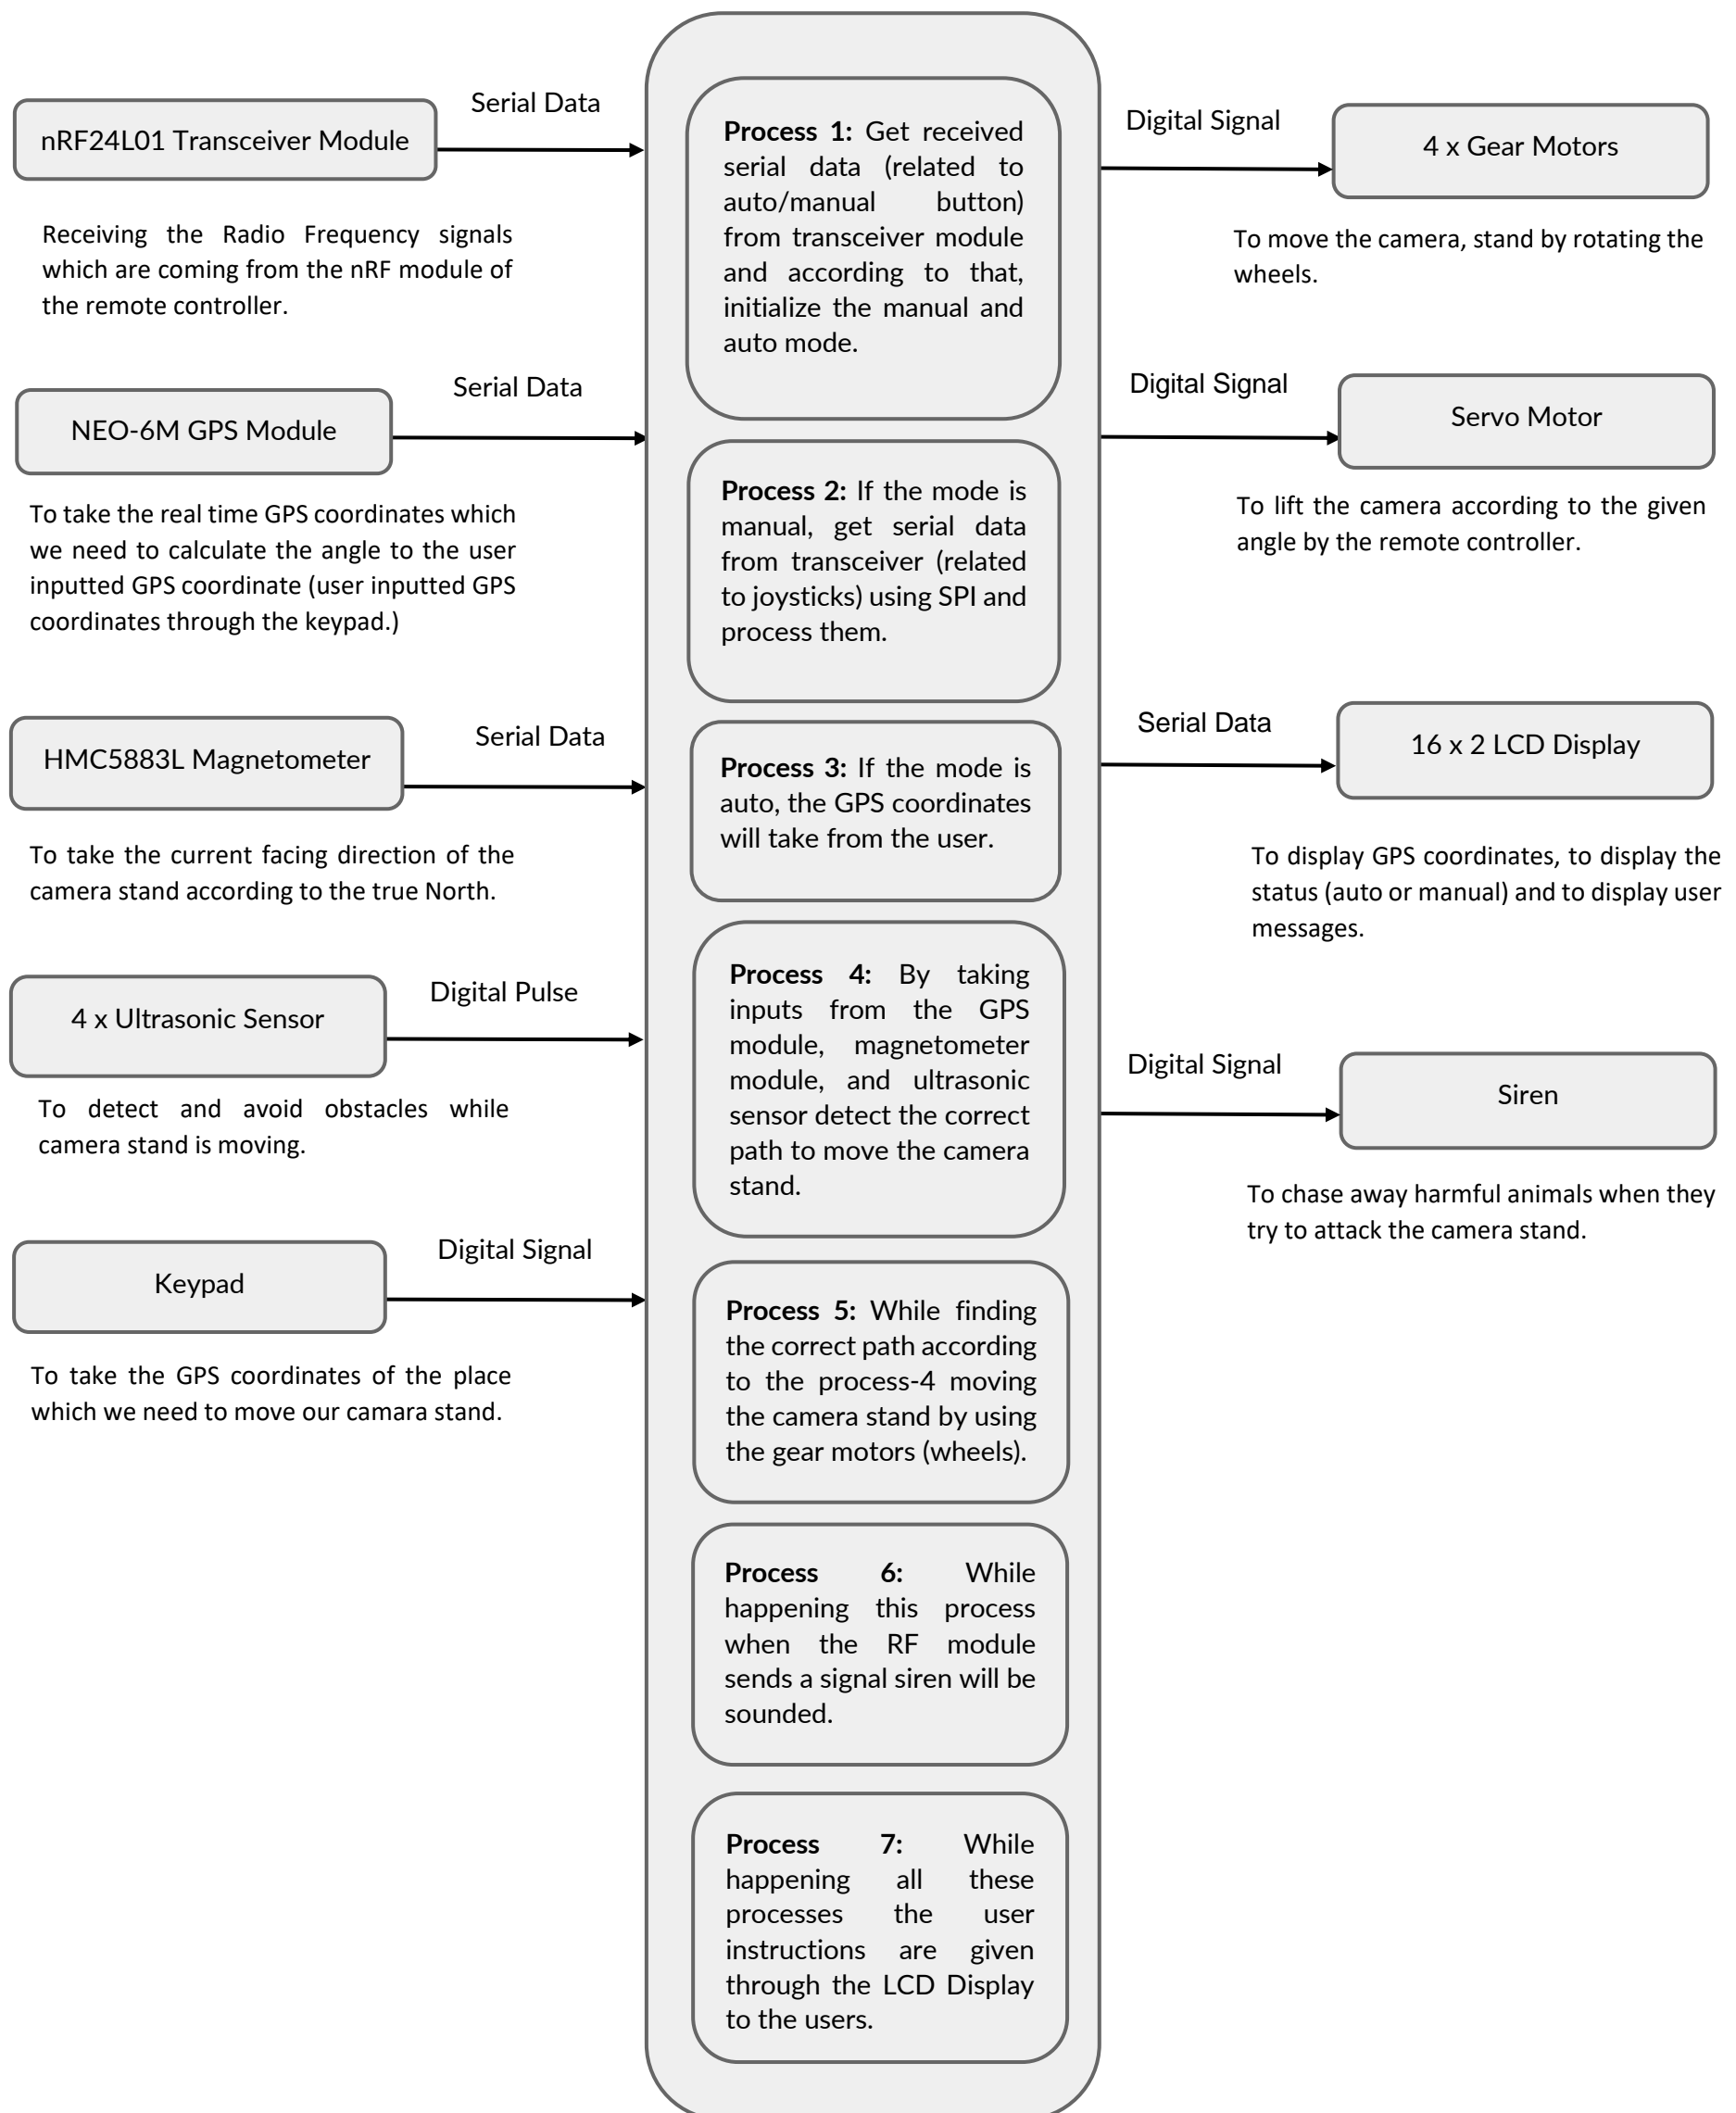 Serial Data
nRF24L01 Transceiver Module
Receiving the Radio Frequency signals
which are coming from the nRF module of
the remote controller.
Serial Data
NEO-6M GPS Module
To take the real time GPS coordinates which
we need to calculate the angle to the user
inputted GPS coordinate (user inputted GPS
coordinates through the keypad.)
Serial Data
HMC5883L Magnetometer
To take the current facing direction of the
camera stand according to the true North.
Digital Pulse
4 x Ultrasonic Sensor
To detect and avoid obstacles while
camera stand is moving.
Digital Signal
Keypad
To take the GPS coordinates of the place
which we need to move our camara stand.
Process 1: Get received
serial data (related to
auto/manual button)
from transceiver module
and according to that,
initialize the manual and
auto mode.
Process 2: If the mode is
manual, get serial data
from transceiver (related
to joysticks) using SPI and
process them.
Process 3: If the mode is
auto, the GPS coordinates
will take from the user.
Process 4: By taking
inputs from the GPS
module, magnetometer
module, and ultrasonic
sensor detect the correct
path to move the camera
stand.
Process 5: While finding
the correct path according
to the process-4 moving
the camera stand by using
the gear motors (wheels).
Process 6: While
happening this process
when the RF module
sends a signal siren will be
sounded.
Process 7: While
happening all these
processes the user
instructions are given
through the LCD Display
to the users.
Digital Signal
4 x Gear Motors
To move the camera, stand by rotating the
wheels.
Digital Signal
Servo Motor
To lift the camera according to the given
angle by the remote controller.
Serial Data
16 x 2 LCD Display
To display GPS coordinates, to display the
status (auto or manual) and to display user
messages.
Digital Signal
Siren
To chase away harmful animals when they
try to attack the camera stand.